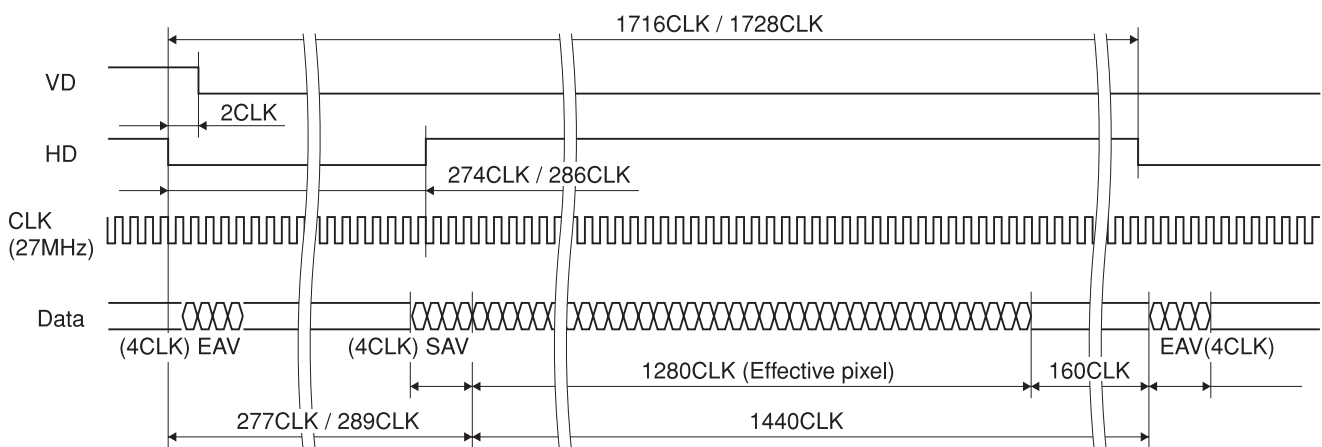 1716CLK / 1728CLK
VD
2CLK
HD
274CLK / 286CLK
CLK
(27MHz)
Data
(4CLK) EAV
(4CLK) SAV
EAV(4CLK)
1280CLK (Effective pixel)
160CLK
277CLK / 289CLK
1440CLK